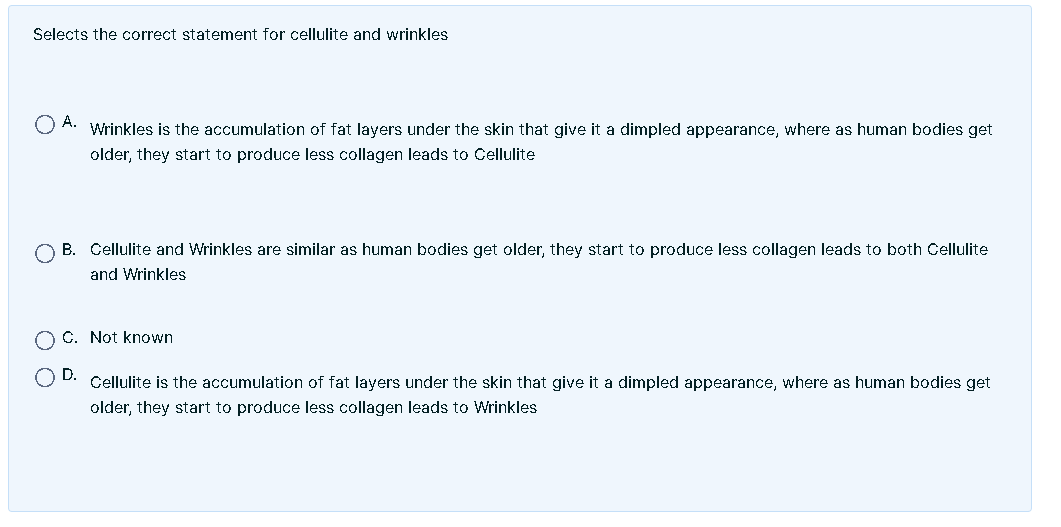 Selects the correct statement for cellulite and wrinkles
A. Wrinkles is the accumulation of fat layers under the skin that give it a dimpled appearance, where as human bodies get
older, they start to produce less collagen leads to Cellulite
B. Cellulite and Wrinkles are similar as human bodies get older, they start to produce less collagen leads to both Cellulite
and Wrinkles
C. Not known
D. Cellulite is the accumulation of fat layers under the skin that give it a dimpled appearance, where as human bodies get
older, they start to produce less collagen leads to Wrinkles